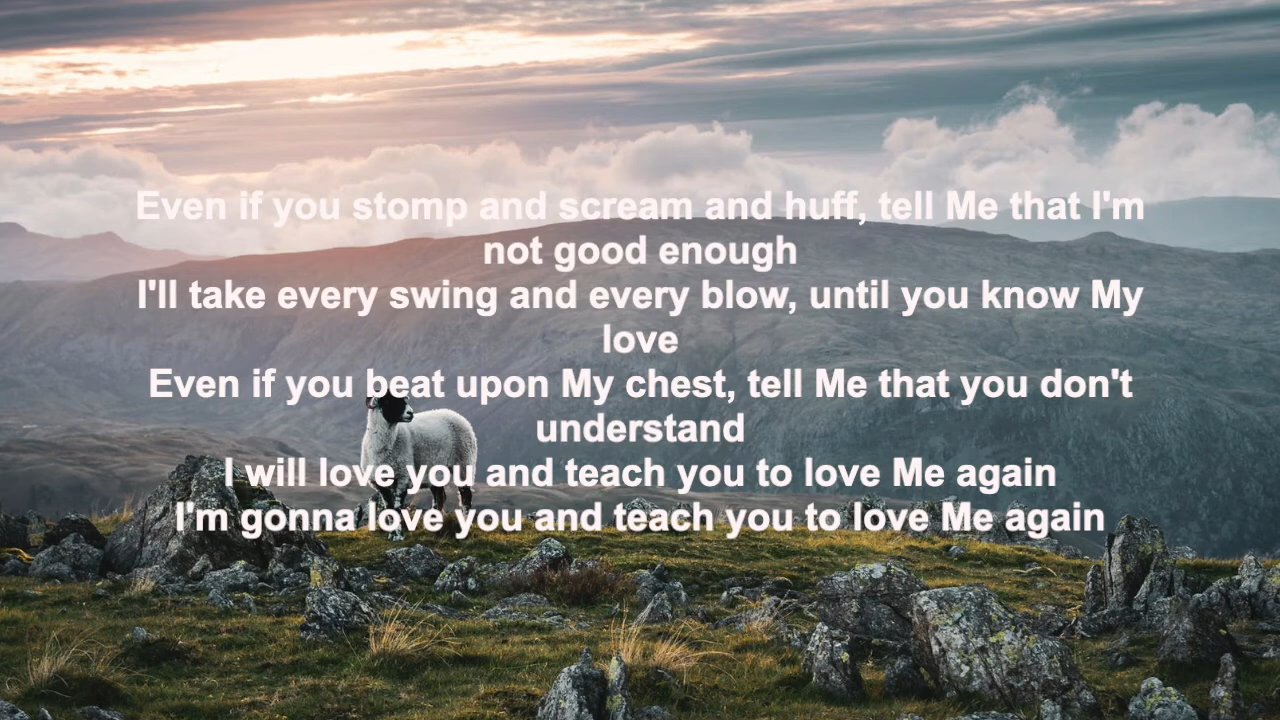 Even if you stomp and scream and huff, tell Me that I'm
not good enough
I'll take every swing and every blow, until you know My
love
Even if you beat upon My chest, tell Me that you don't
understand
I will love you and teach you to love Me again
I'm gonna love you and teach you to love Me again